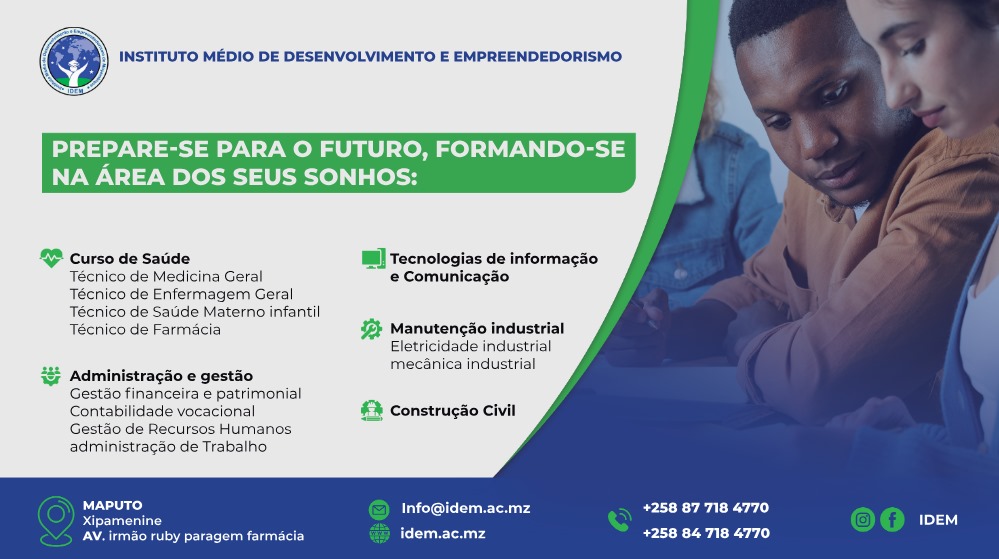 INSTITUTO MÉDIO DE DESENVOLVIMENTO E EMPREENDEDORISMO
IDEM
PREPARE-SE PARA O FUTURO, FORMANDO-SE
NA ÁREA DOS SEUS SONHOS:
Curso de Saúde
Técnico de Medicina Geral
Técnico de Enfermagem Geral
Técnico de Saúde Materno infantil
Técnico de Farmácia
Administração e gestão
Gestão financeira e patrimonial
Contabilidade vocacional
Gestão de Recursos Humanos
administração de Trabalho
Tecnologias de informação
e Comunicação
Manutenção industrial
Eletricidade industrial
mecânica industrial
Construção Civil
MAPUTO
Xipamenine
AV. irmão ruby paragem farmácia
Info@idem.ac.mz
idem.ac.mz
+258 87 718 4770
+258 84 718 4770
IDEM